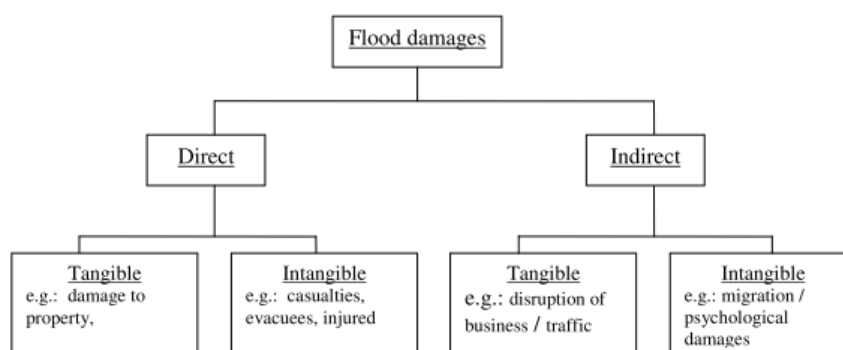 Flood damages
Direct
Indirect
Tangible
e.g.: damage to
property,
Intangible
e.g.: casualties,
evacuees, injured
Tangible
e.g.: disruption of
business / traffic
Intangible
e.g.: migration /
psychological
damages